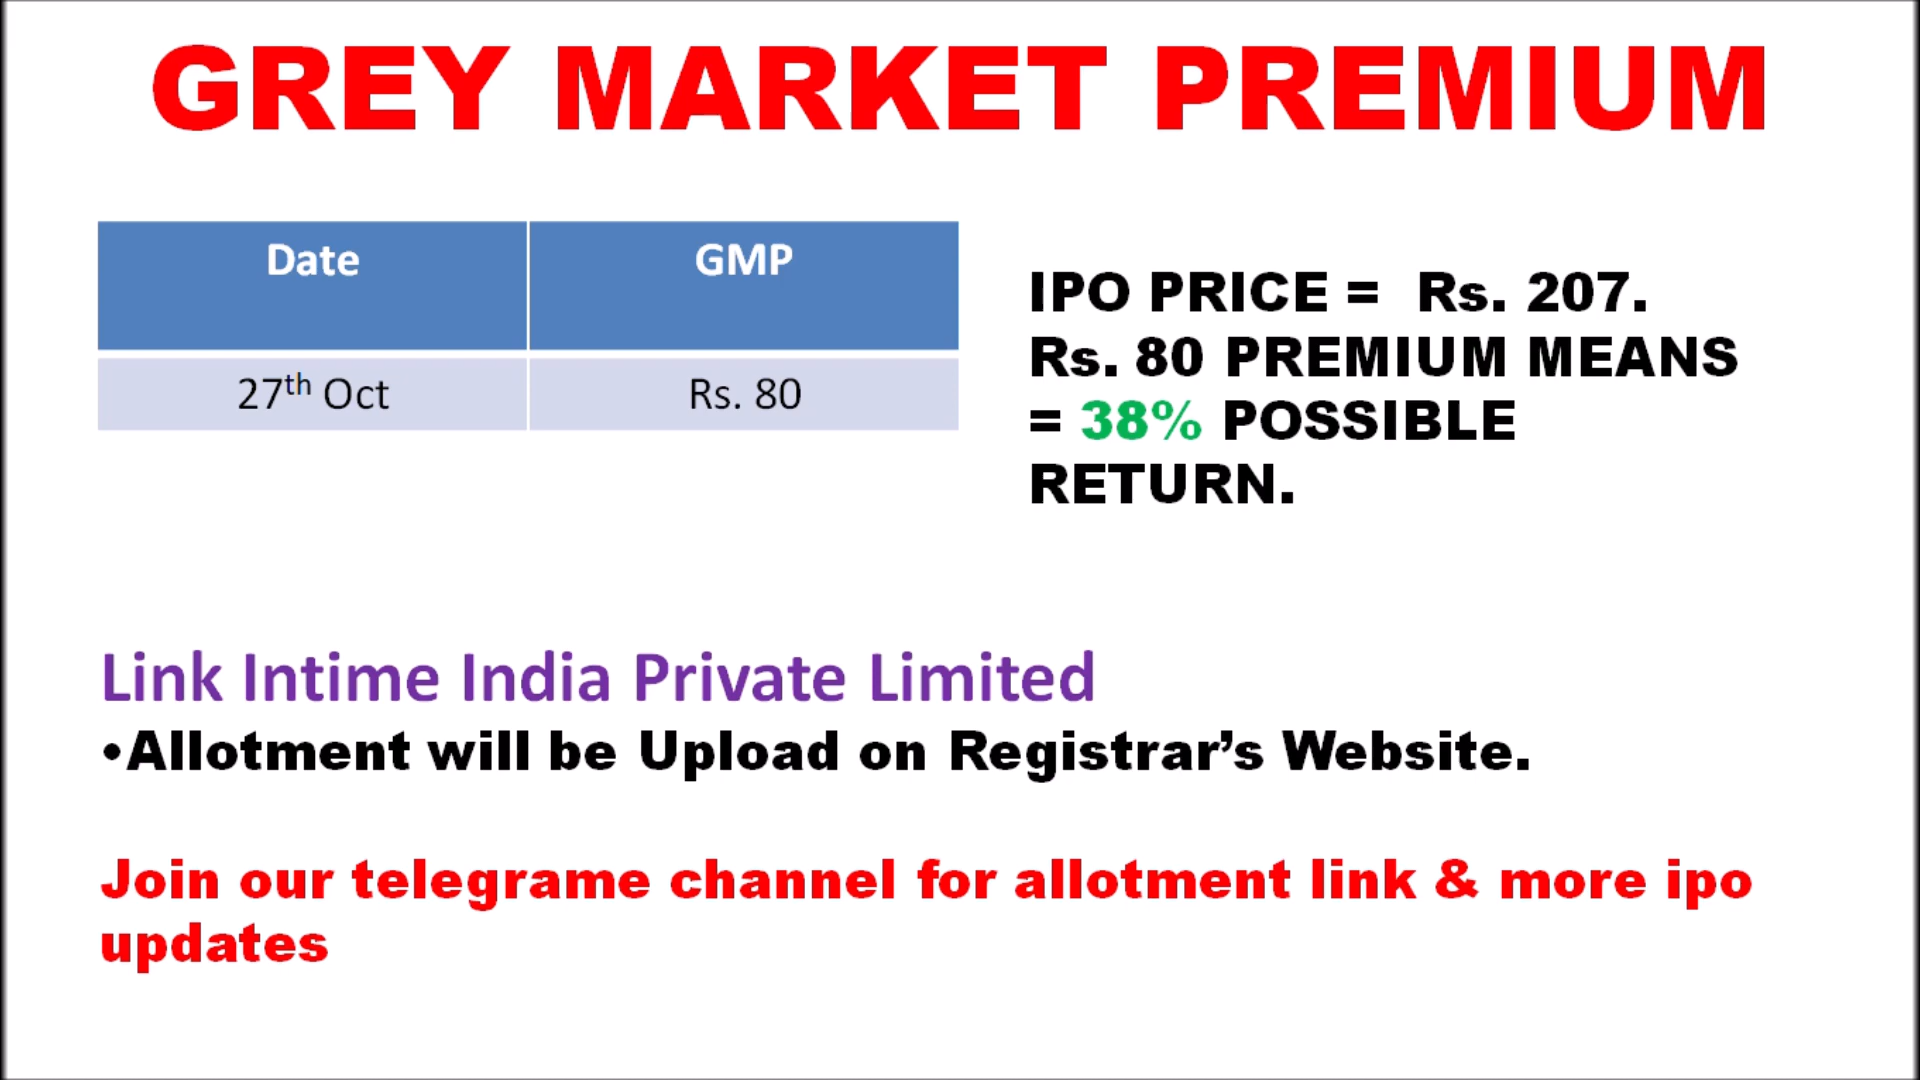 GREY MARKET PREMIUM
Date GMP
27th Oct Rs. 80
IPO PRICE = Rs. 207.
Rs. 80 PREMIUM MEANS
= 38% POSSIBLE
RETURN.
Link Intime India Private Limited
•Allotment will be Upload on Registrar’s Website.
Join our telegrame channel for allotment link & more ipo
updates